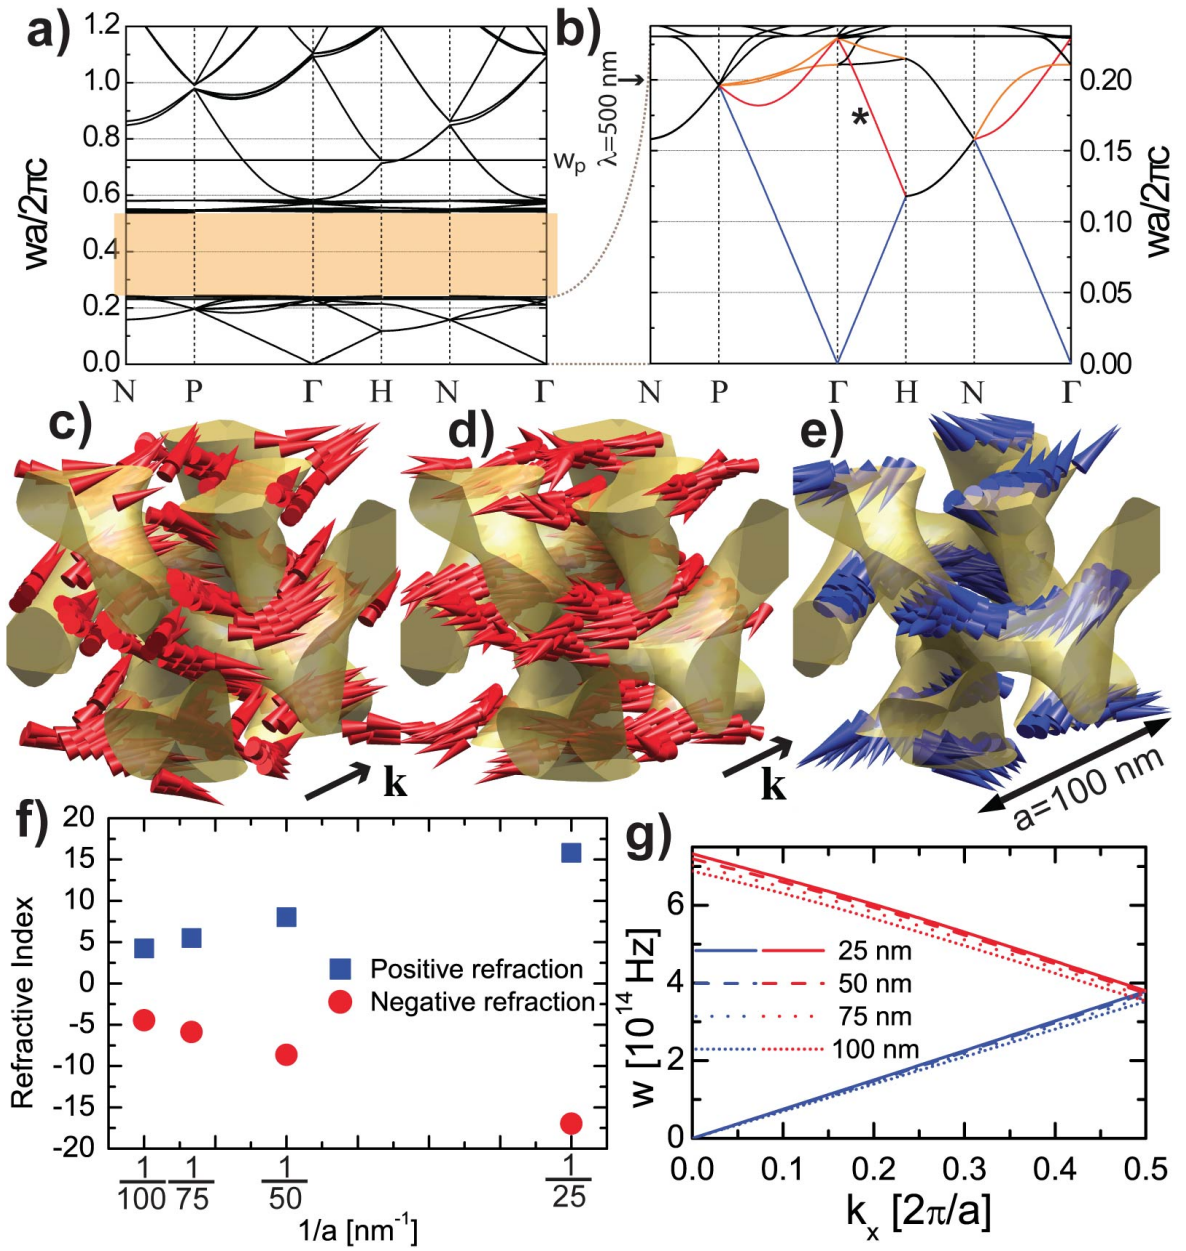 a)
1.2
1.0
0.8
0.6
0.4
0.2
0.0
wa/2πc
N P Γ H N Γ
w_p
b)
λ=500 nm
*
0.20
0.15
0.10
0.05
0.00
wa/2πc
N P Γ H N Γ
c)
k
d)
k
e)
a=100 nm
f)
20
15
10
5
0
-5
-10
-15
-20
Refractive Index
Positive refraction
Negative refraction
1/100 1/75 1/50 1/25
1/a [nm⁻¹]
g)
6
4
2
0
w [10¹⁴ Hz]
25 nm
50 nm
75 nm
100 nm
0.0 0.1 0.2 0.3 0.4 0.5
k_x [2π/a]